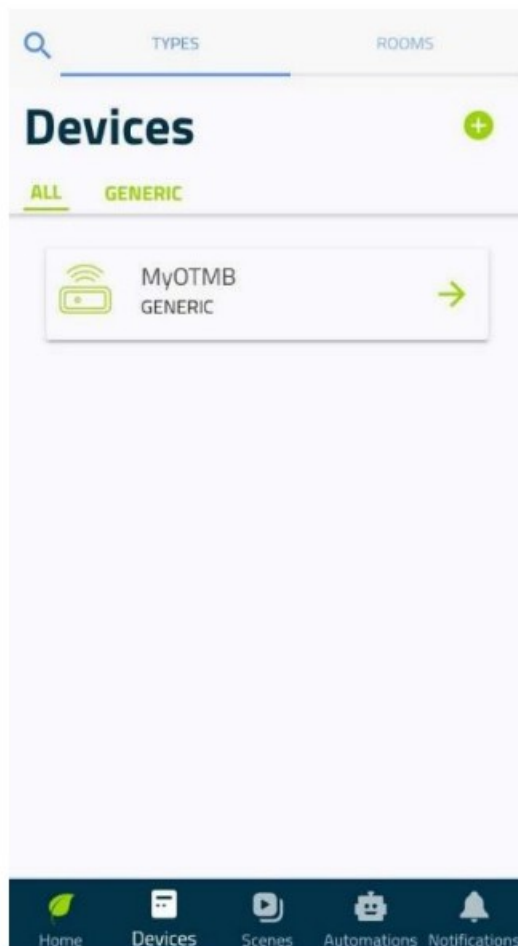 TYPES ROOMS
Devices
ALL GENERIC
MyOTMB
GENERIC
Home Devices Scenes Automations Notifications